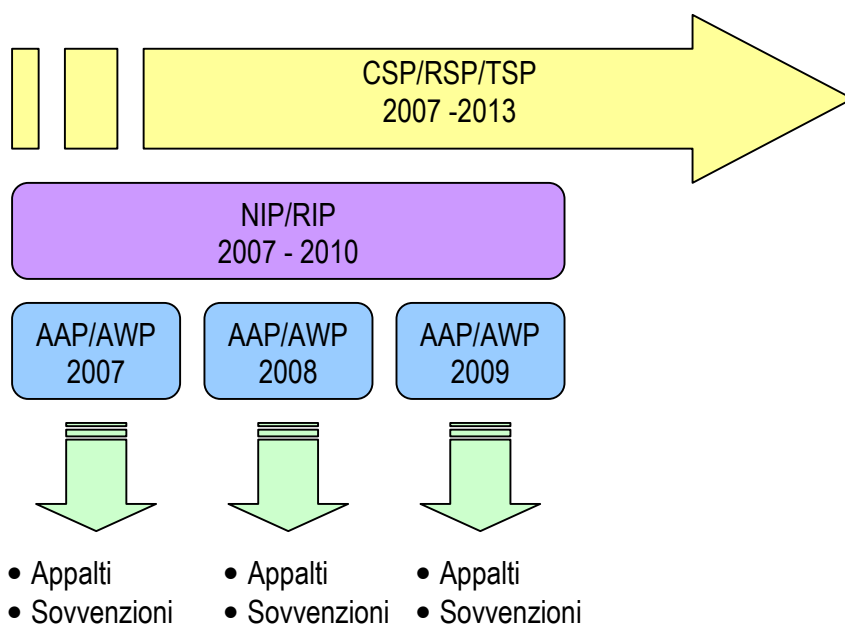 CSP/RSP/TSP
2007 -2013
NIP/RIP
2007 - 2010
AAP/AWP
2007
AAP/AWP
2008
AAP/AWP
2009
• Appalti
• Sovvenzioni
• Appalti
• Sovvenzioni
• Appalti
• Sovvenzioni